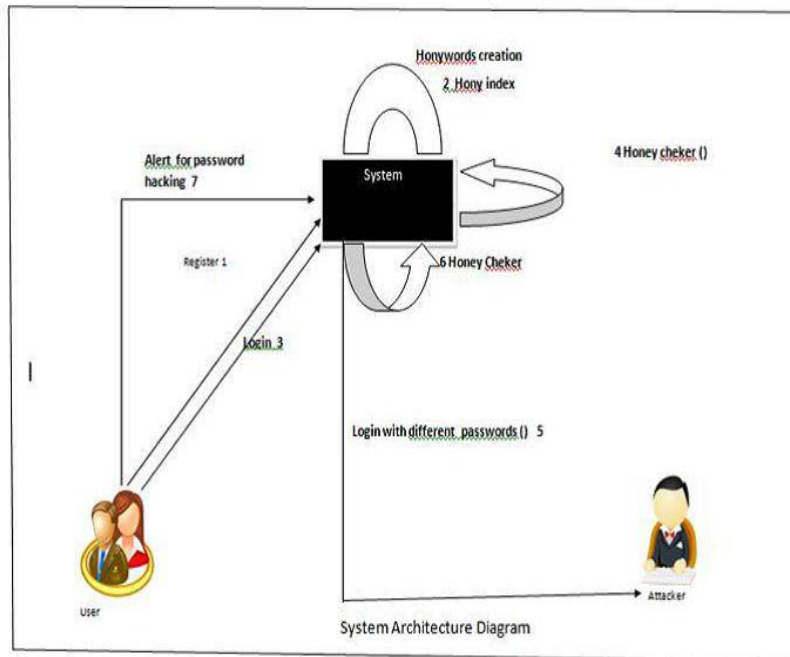 Honywords creation
2 Hony index
Alert for password
hacking 7
System
4 Honey cheker ()
Register 1
6 Honey Cheker
Login 3
Login with different passwords () 5
User
Attacker
System Architecture Diagram